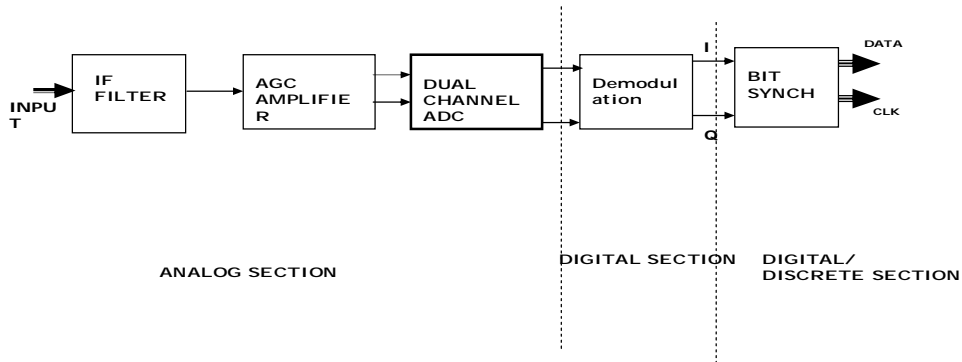 INPU
T
IF
FILTER
AGC
AMPLIFIE
R
DUAL
CHANNEL
ADC
Demodul
ation
I
Q
BIT
SYNCH
DATA
CLK
ANALOG SECTION
DIGITAL SECTION
DIGITAL/
DISCRETE SECTION